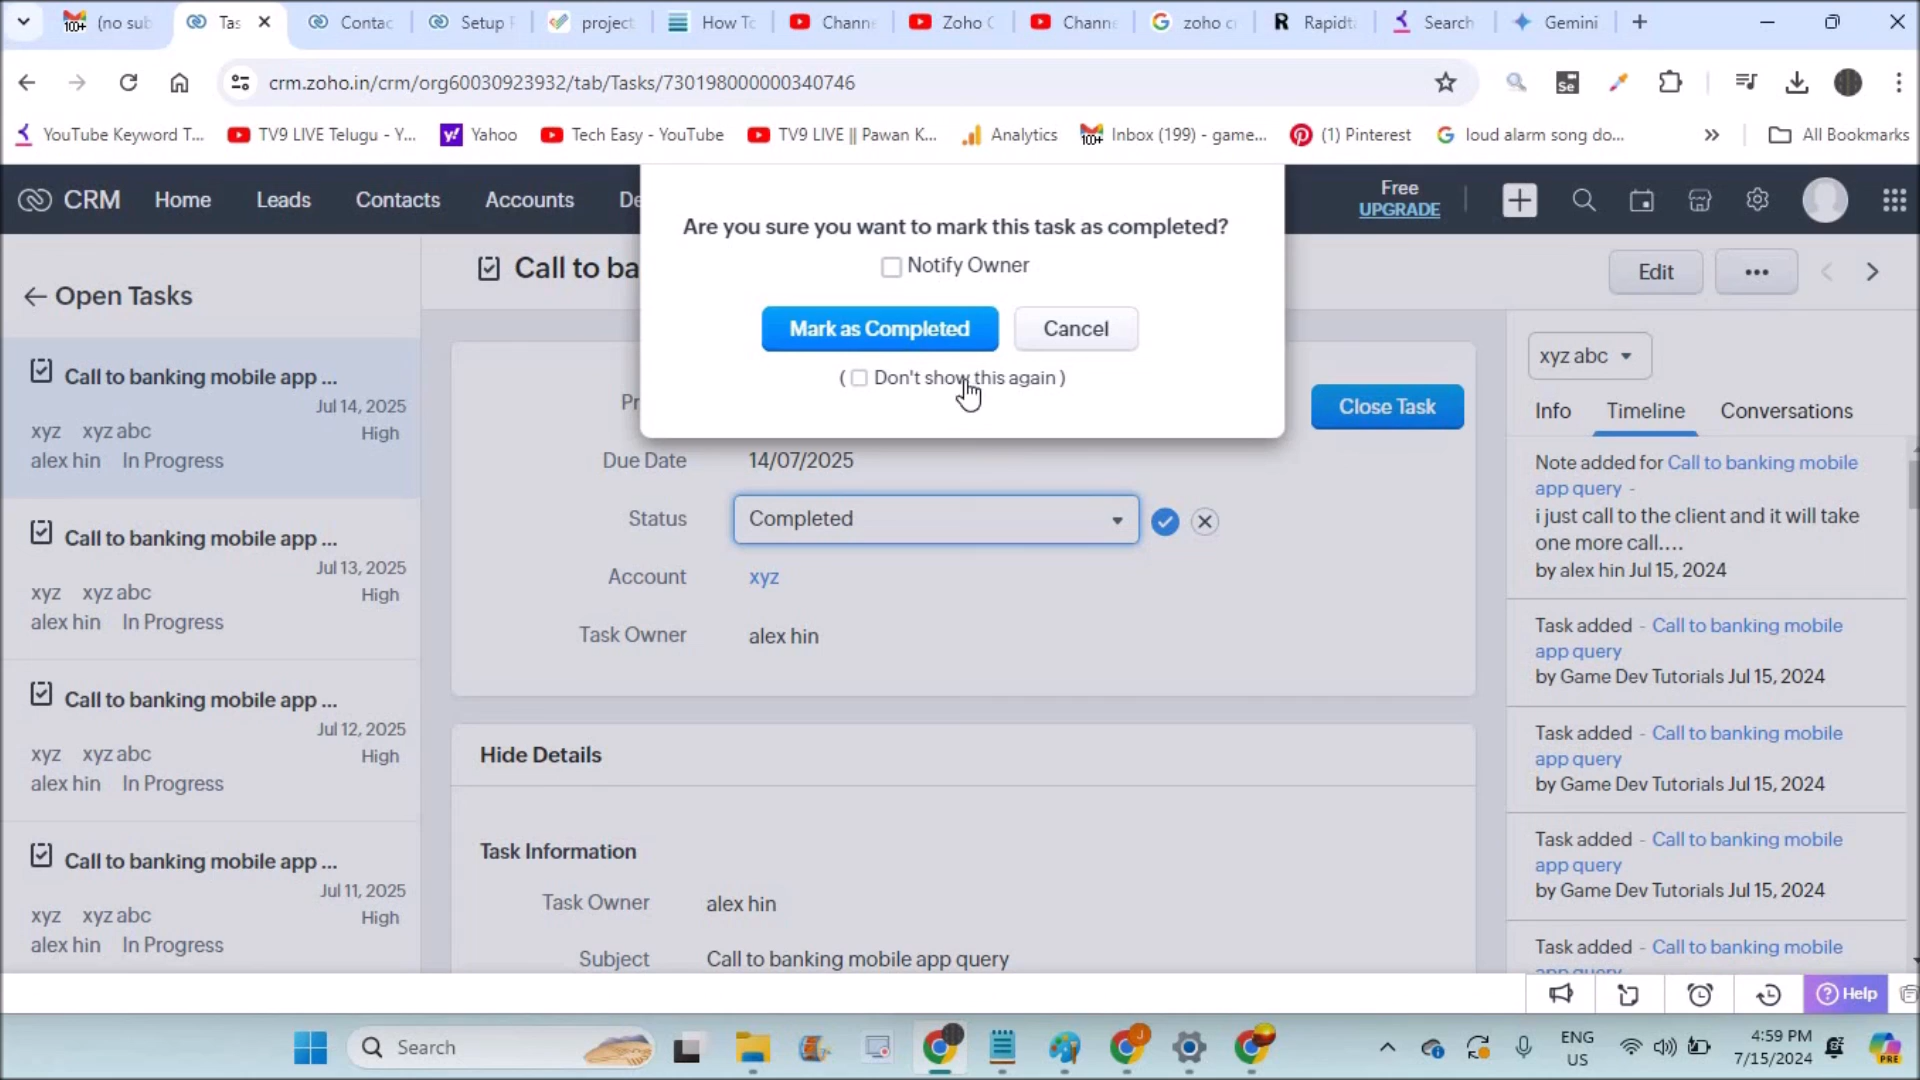 (no sub
Tas
Contac
Setup
project
How To
Chann
Zoho C
Chann
zoho c
Rapidt
Search
Gemini
crm.zoho.in/crm/org60030923932/tab/Tasks/730198000000340746
Se
YouTube Keyword T...
TV9 LIVE Telugu - Y...
Yahoo
Tech Easy - YouTube
TV9 LIVE || Pawan K...
Analytics
Inbox (199) - game...
(1) Pinterest
loud alarm song do...
All Bookmarks
CRM
Home
Leads
Contacts
Accounts
De
Free
UPGRADE
Are you sure you want to mark this task as completed?
Notify Owner
Mark as Completed
Cancel
( Don't show this again )
Open Tasks
Call to banking mobile app ...
Jul 14, 2025
xyz xyz abc
High
alex hin In Progress
Call to banking mobile app ...
Jul 13, 2025
xyz xyz abc
High
alex hin In Progress
Call to banking mobile app ...
Jul 12, 2025
xyz xyz abc
High
alex hin In Progress
Call to banking mobile app ...
Jul 11, 2025
xyz xyz abc
High
alex hin In Progress
Call to ba
Edit
Pr
Close Task
Due Date 14/07/2025
Status Completed
Account xyz
Task Owner alex hin
Hide Details
Task Information
Task Owner alex hin
Subject Call to banking mobile app query
xyz abc
Info
Timeline
Conversations
Note added for Call to banking mobile
app query -
i just call to the client and it will take
one more call....
by alex hin Jul 15, 2024
Task added - Call to banking mobile
app query
by Game Dev Tutorials Jul 15, 2024
Task added - Call to banking mobile
app query
by Game Dev Tutorials Jul 15, 2024
Task added - Call to banking mobile
app query
by Game Dev Tutorials Jul 15, 2024
Task added - Call to banking mobile
app query
Help
Search
ENG
US
4:59 PM
7/15/2024
PRE